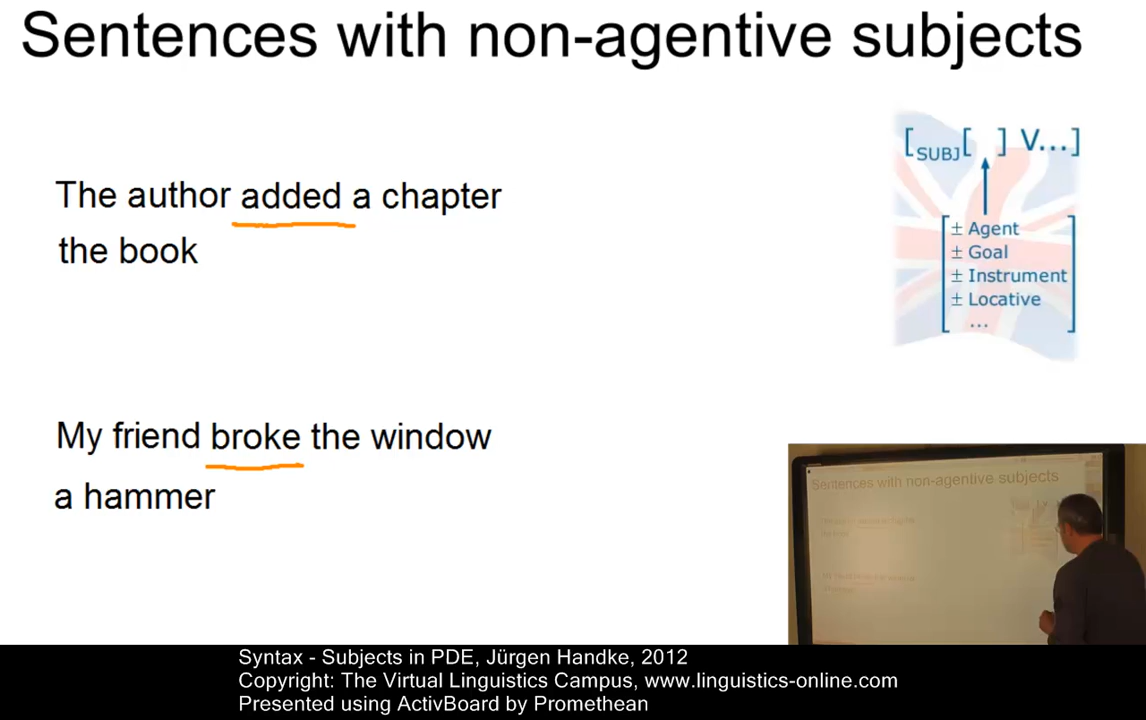 Sentences with non-agentive subjects
[SUBJ[ ] V...]
The author added a chapter
the book
± Agent
± Goal
± Instrument
± Locative
...
My friend broke the window
a hammer
Sentences with non-agentive subjects
Syntax - Subjects in PDE, Jürgen Handke, 2012
Copyright: The Virtual Linguistics Campus, www.linguistics-online.com
Presented using ActivBoard by Promethean